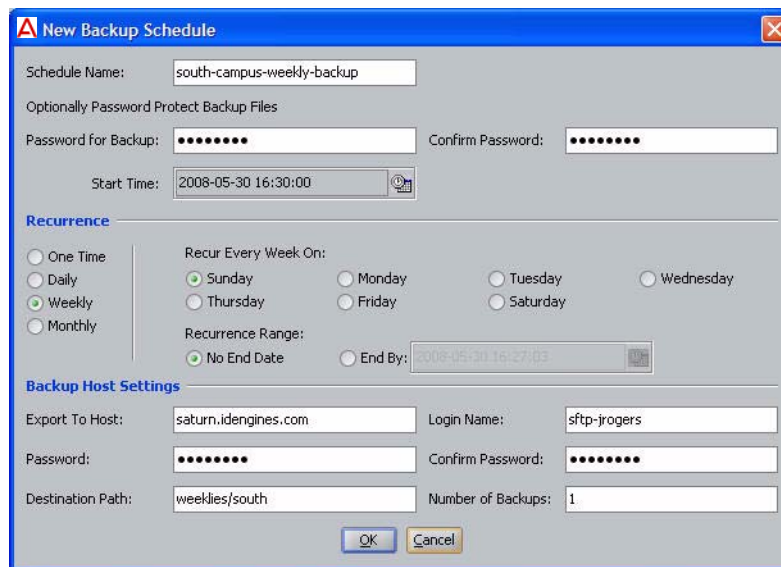 New Backup Schedule
Schedule Name: south-campus-weekly-backup
Optionally Password Protect Backup Files
Password for Backup: •••••••• Confirm Password: ••••••••
Start Time: 2008-05-30 16:30:00
Recurrence
One Time
Daily
Weekly
Monthly
Recur Every Week On:
Sunday Monday Tuesday Wednesday
Thursday Friday Saturday
Recurrence Range:
No End Date End By: 2008-05-30 16:27:03
Backup Host Settings
Export To Host: saturn.idengines.com Login Name: sftp-jrogers
Password: •••••••• Confirm Password: ••••••••
Destination Path: weeklies/south Number of Backups: 1
OK Cancel